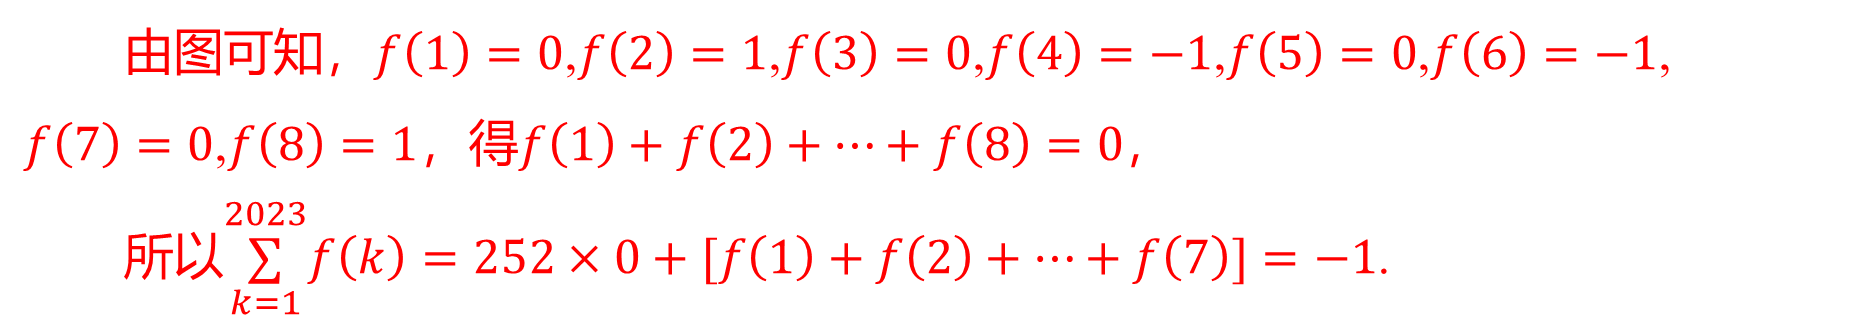 由图可知，f(1) = 0,f(2) = 1,f(3) = 0,f(4) = −1,f(5) = 0,f(6) = −1,
f(7) = 0,f(8) = 1，得f(1) + f(2) + ⋯ + f(8) = 0，
所以 \sum_{k=1}^{2023} f(k) = 252 × 0 + [f(1) + f(2) + ⋯ + f(7)] = −1.